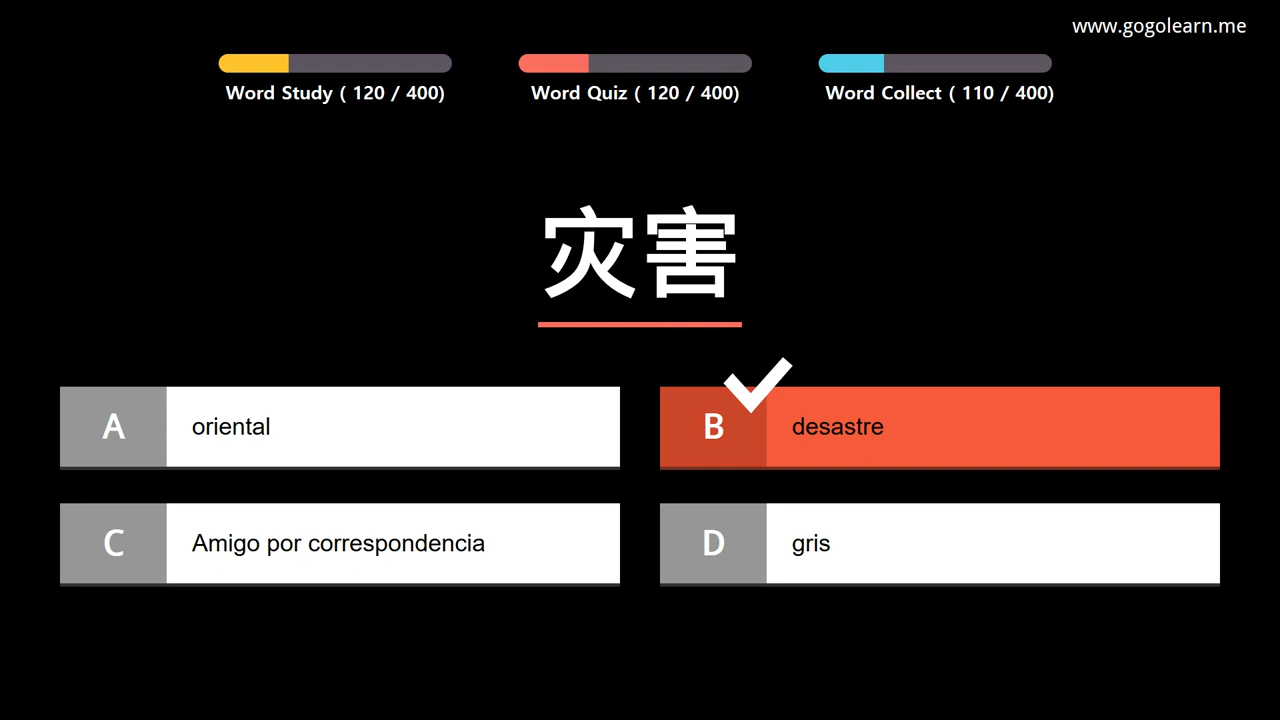 www.gogolearn.me
Word Study ( 120 / 400)
Word Quiz ( 120 / 400)
Word Collect ( 110 / 400)
灾害
A
oriental
B
desastre
C
Amigo por correspondencia
D
gris